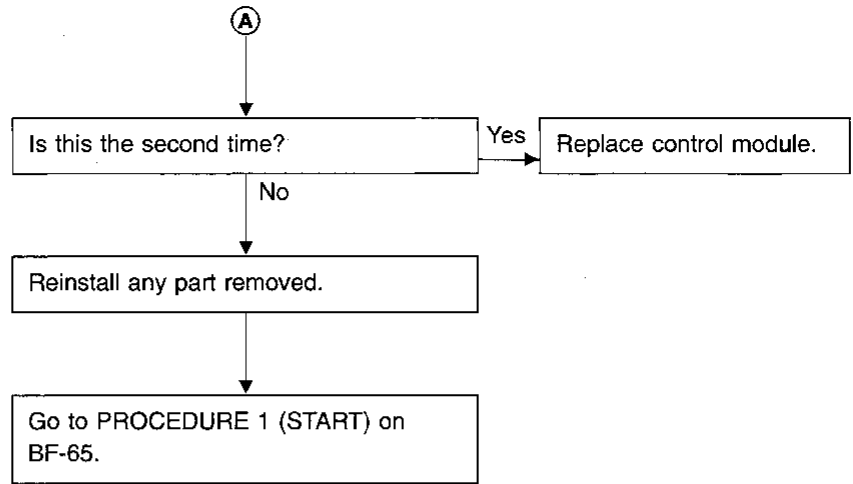 A
Is this the second time?
Yes
Replace control module.
No
Reinstall any part removed.
Go to PROCEDURE 1 (START) on
BF-65.